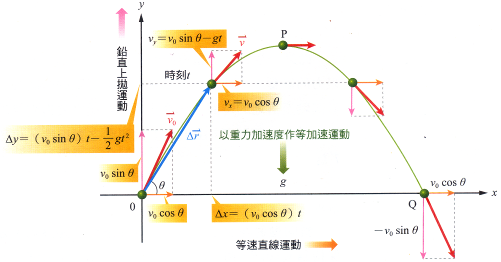 y
P
鉛直上拋運動
vₓ = v₀ sin θ − gt
v⃗
時刻t
vₓ = v₀ cos θ
Δy = (v₀ sin θ) t − 1/2 gt²
v⃗₀
Δr⃗
以重力加速度作等加速運動
g
v₀ sin θ
θ
0
v₀ cos θ
Δx = (v₀ cos θ) t
Q
v₀ cos θ
x
−v₀ sin θ
等速直線運動